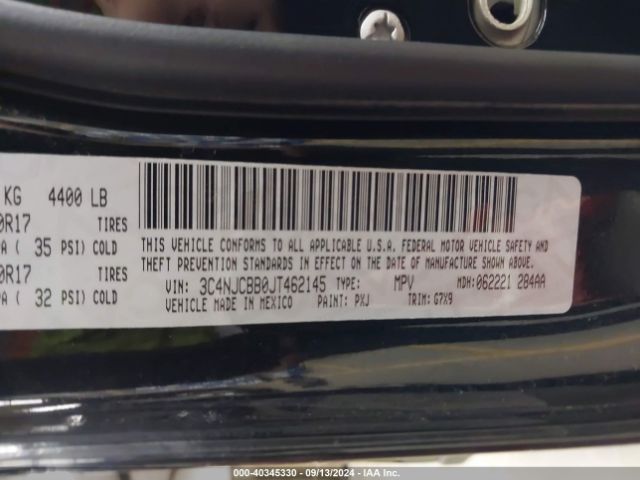 KG 4400 LB
0R17 TIRES
A ( 35 PSI) COLD
0R17 TIRES
A ( 32 PSI) COLD
THIS VEHICLE CONFORMS TO ALL APPLICABLE U.S.A. FEDERAL MOTOR VEHICLE SAFETY AND
THEFT PREVENTION STANDARDS IN EFFECT ON THE DATE OF MANUFACTURE SHOWN ABOVE.
VIN: 3C4NJCBB0JT462145 TYPE: MPV MDH: 062221 284AA
VEHICLE MADE IN MEXICO PAINT: PXJ TRIM: G7X9
000-40345330 - 09/13/2024 - IAA Inc.